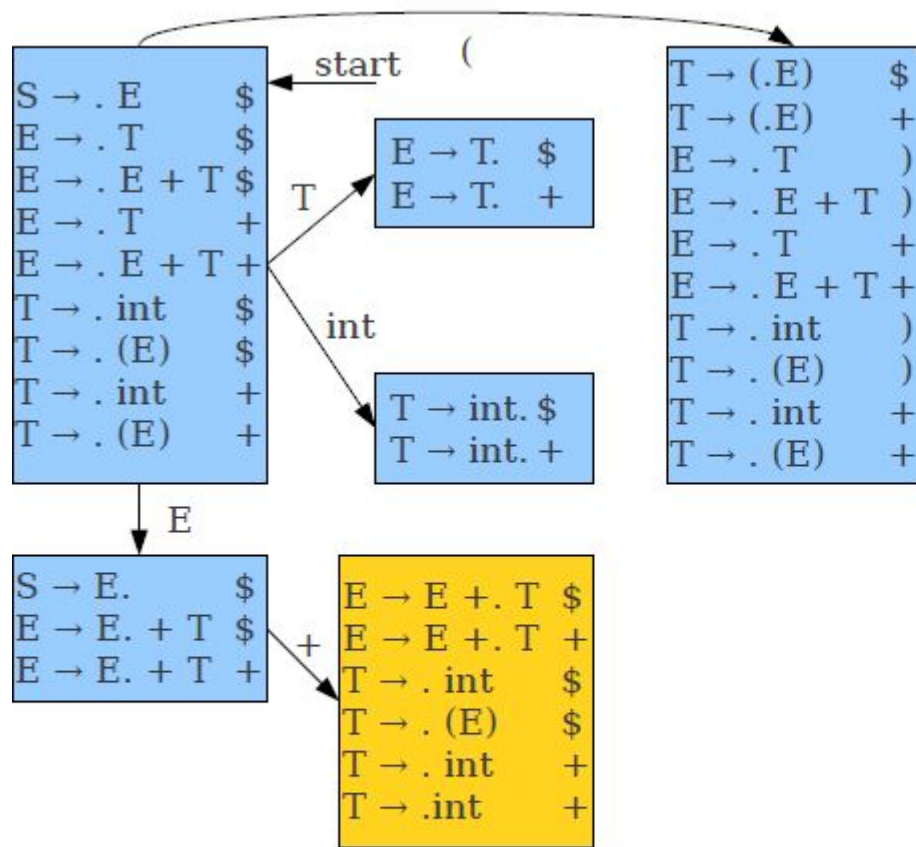 start
(
S → . E $
E → . T $
E → . E + T $
E → . T +
E → . E + T +
T → . int $
T → . (E) $
T → . int +
T → . (E) +
T
E → T. $
E → T. +
int
T → int. $
T → int. +
T → (.E) $
T → (.E) +
E → . T )
E → . E + T )
E → . T +
E → . E + T +
T → . int )
T → . (E) )
T → . int +
T → . (E) +
E
S → E. $
E → E. + T $
E → E. + T +
+
E → E +. T $
E → E +. T +
T → . int $
T → . (E) $
T → . int +
T → .int +